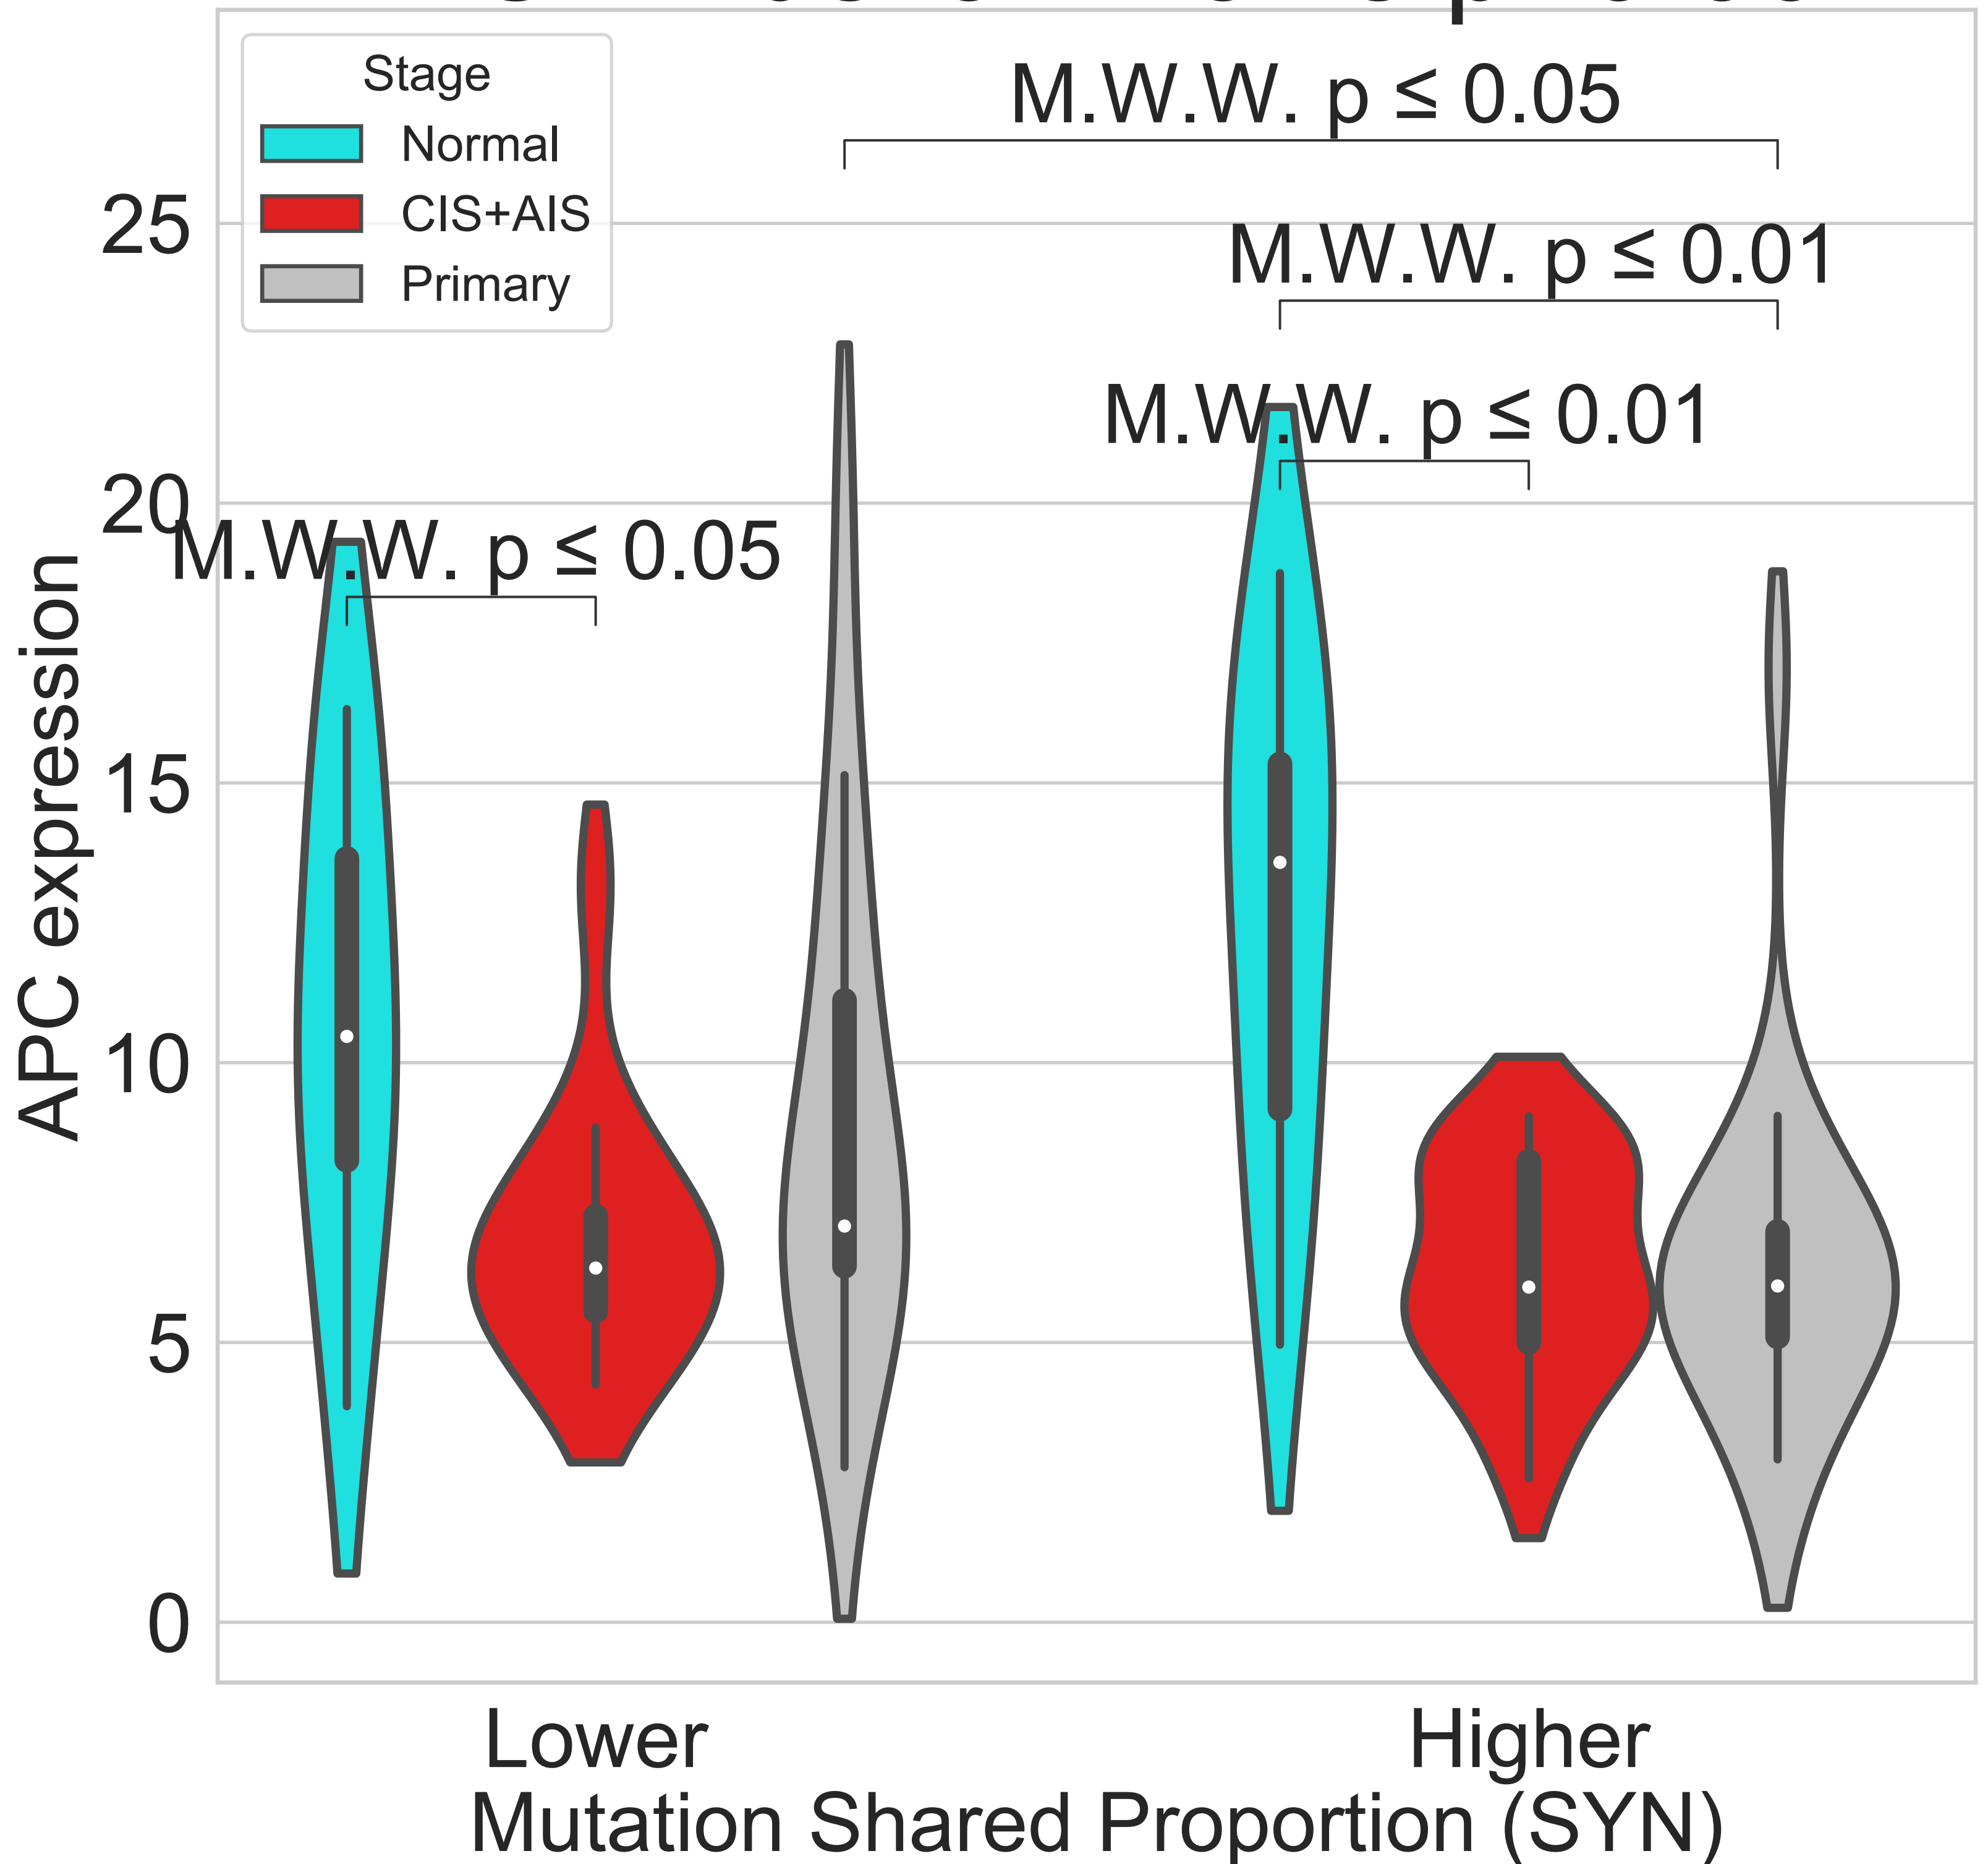 Stage
Normal
CIS+AIS
Primary
M.W.W. p ≤ 0.05
M.W.W. p ≤ 0.01
M.W.W. p ≤ 0.01
M.W.W. p ≤ 0.05
APC expression
25
20
15
10
5
0
Lower
Higher
Mutation Shared Proportion (SYN)